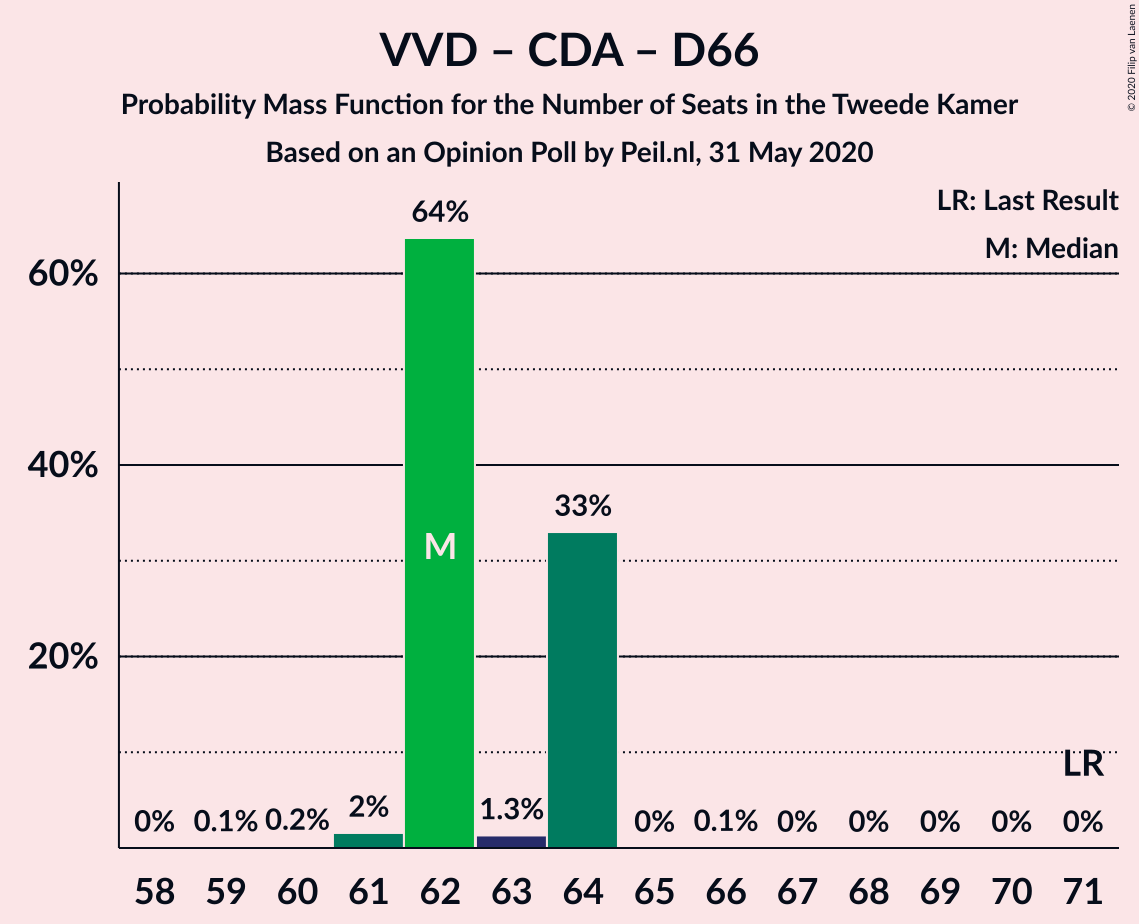 VVD – CDA – D66
Probability Mass Function for the Number of Seats in the Tweede Kamer
Based on an Opinion Poll by Peil.nl, 31 May 2020
© 2020 Filip van Laenen
LR: Last Result
M: Median
60%
40%
20%
0%
0.1%
0.2%
2%
64%
M
1.3%
33%
0%
0.1%
0%
0%
0%
0%
LR
0%
58 59 60 61 62 63 64 65 66 67 68 69 70 71